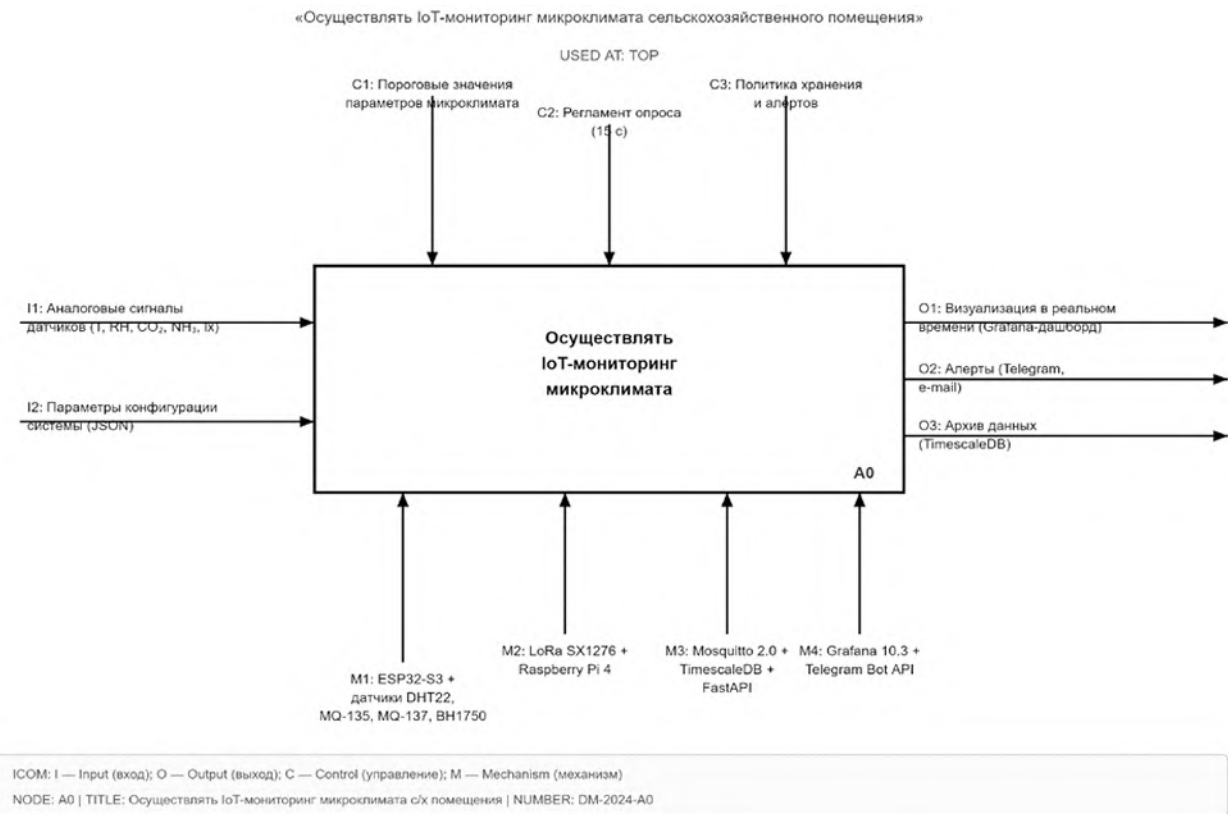 «Осуществлять IoT-мониторинг микроклимата сельскохозяйственного помещения»
USED AT: TOP
C1: Пороговые значения
параметров микроклимата
C2: Регламент опроса
(15 с)
C3: Политика хранения
и алертов
I1: Аналоговые сигналы
датчиков (T, RH, CO₂, NH₃, lx)
I2: Параметры конфигурации
системы (JSON)
Осуществлять
IoT-мониторинг
микроклимата
A0
O1: Визуализация в реальном
времени (Grafana-дашборд)
O2: Алерты (Telegram,
e-mail)
O3: Архив данных
(TimescaleDB)
M1: ESP32-S3 +
датчики DHT22,
MQ-135, MQ-137, BH1750
M2: LoRa SX1276 +
Raspberry Pi 4
M3: Mosquitto 2.0 +
TimescaleDB +
FastAPI
M4: Grafana 10.3 +
Telegram Bot API
ICOM: I — Input (вход); O — Output (выход); C — Control (управление); M — Mechanism (механизм)
NODE: A0 | TITLE: Осуществлять IoT-мониторинг микроклимата с/х помещения | NUMBER: DM-2024-A0